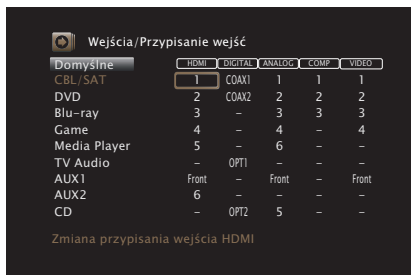 Wejścia/Przypisanie wejść
Domyślne HDMI DIGITAL ANALOG COMP VIDEO
CBL/SAT 1 COAX1 1 1 1
DVD 2 COAX2 2 2 2
Blu-ray 3 – 3 3 3
Game 4 – 4 – 4
Media Player 5 – 6 – –
TV Audio – OPT1 – – –
AUX1 Front – Front – Front
AUX2 6 – – – –
CD – OPT2 5 – –
Zmiana przypisania wejścia HDMI